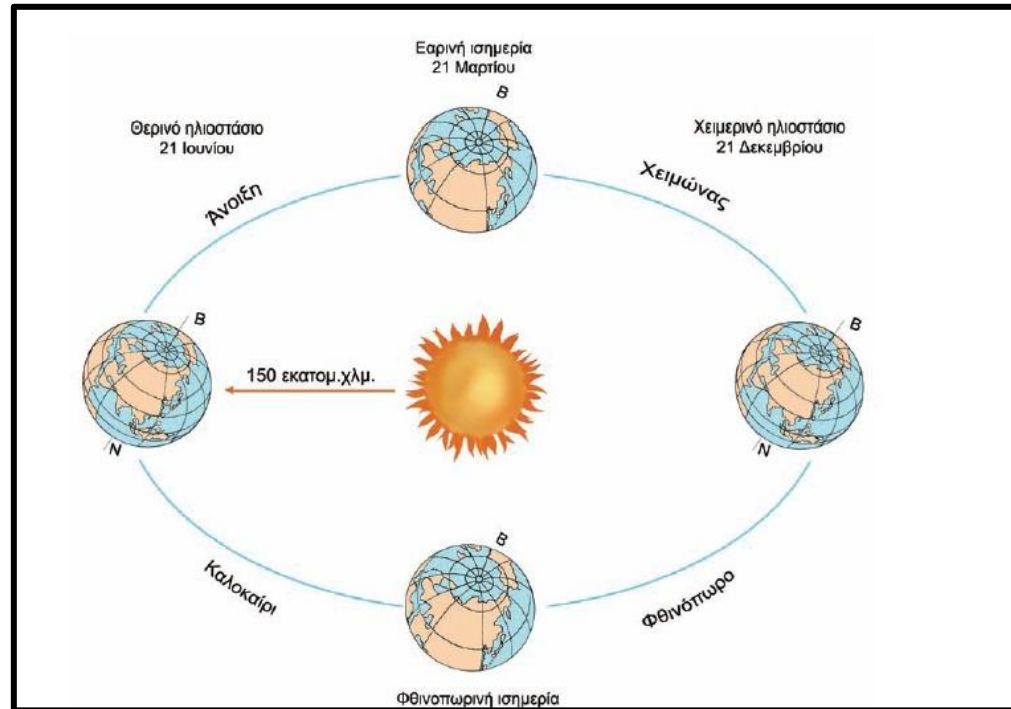 Εαρινή ισημερία
21 Μαρτίου
Β
Θερινό ηλιοστάσιο
21 Ιουνίου
Χειμερινό ηλιοστάσιο
21 Δεκεμβρίου
Άνοιξη
Χειμώνας
Β
Β
150 εκατομ.χλμ.
Ν
Ν
Καλοκαίρι
Β
Φθινόπωρο
Φθινοπωρινή ισημερία